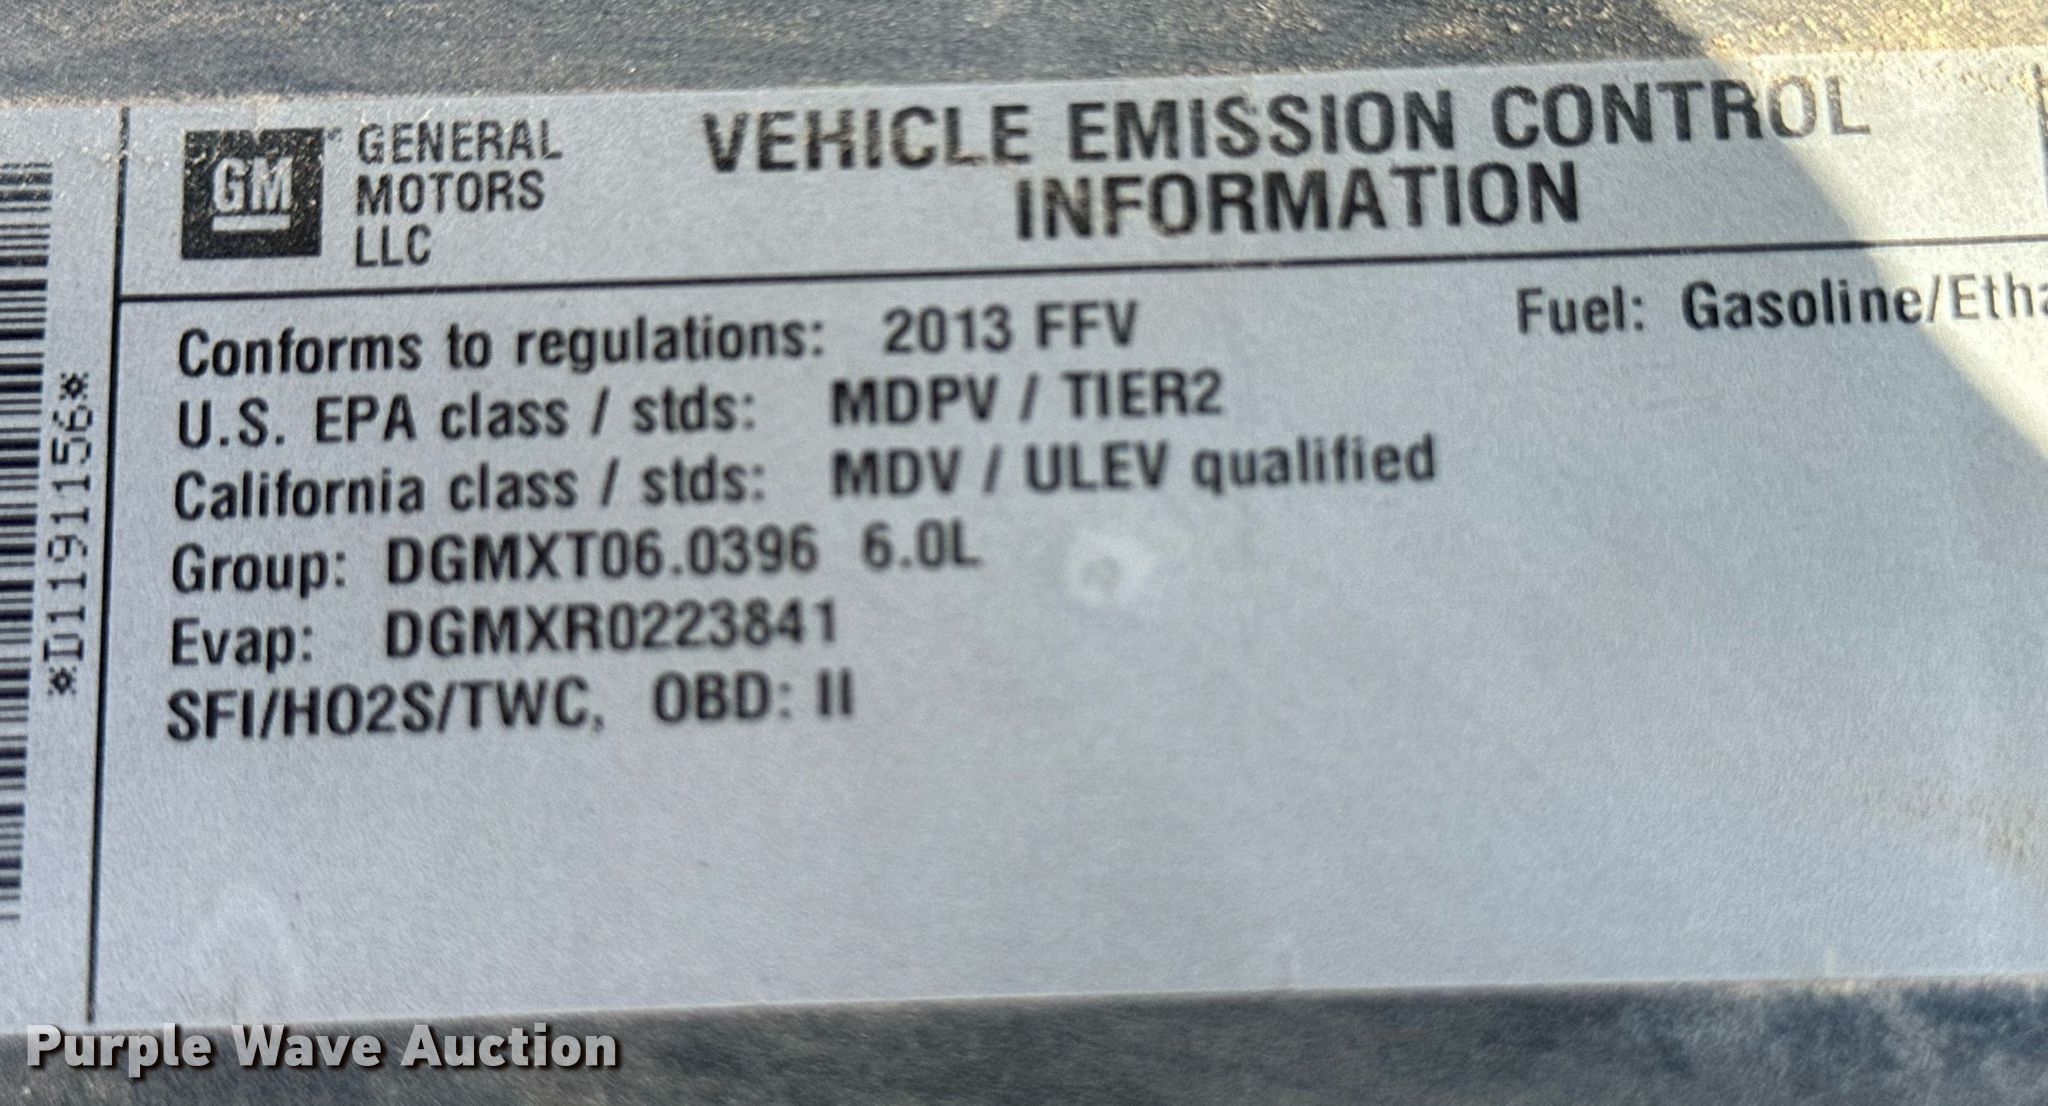 GM
GENERAL
MOTORS
LLC
VEHICLE EMISSION CONTROL
INFORMATION
Conforms to regulations: 2013 FFV
Fuel: Gasoline/Etha
U.S. EPA class / stds: MDPV / TIER2
California class / stds: MDV / ULEV qualified
Group: DGMXT06.0396 6.0L
Evap: DGMXR0223841
SFI/HO2S/TWC, OBD: II
*D1191156*
Purple Wave Auction